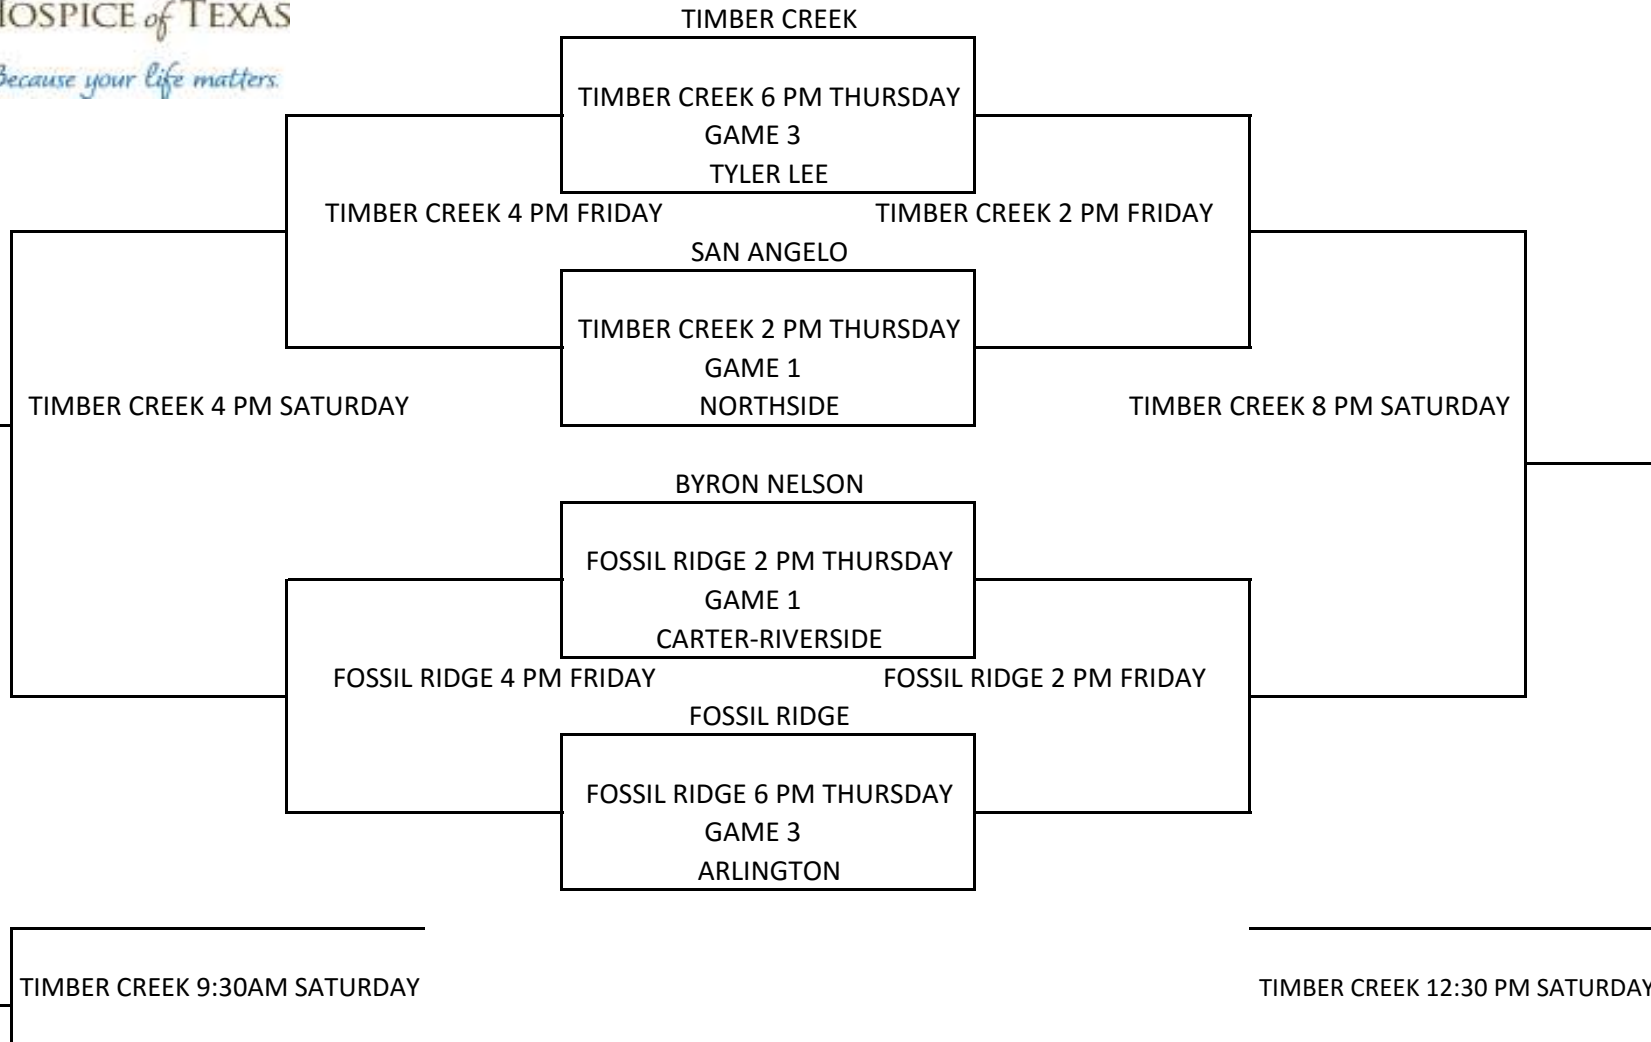 HOSPICE of TEXAS
Because your life matters.
TIMBER CREEK
TIMBER CREEK 6 PM THURSDAY
GAME 3
TYLER LEE
TIMBER CREEK 4 PM FRIDAY
TIMBER CREEK 2 PM FRIDAY
SAN ANGELO
TIMBER CREEK 2 PM THURSDAY
GAME 1
NORTHSIDE
TIMBER CREEK 4 PM SATURDAY
TIMBER CREEK 8 PM SATURDAY
BYRON NELSON
FOSSIL RIDGE 2 PM THURSDAY
GAME 1
CARTER-RIVERSIDE
FOSSIL RIDGE 4 PM FRIDAY
FOSSIL RIDGE 2 PM FRIDAY
FOSSIL RIDGE
FOSSIL RIDGE 6 PM THURSDAY
GAME 3
ARLINGTON
TIMBER CREEK 9:30AM SATURDAY
TIMBER CREEK 12:30 PM SATURDAY